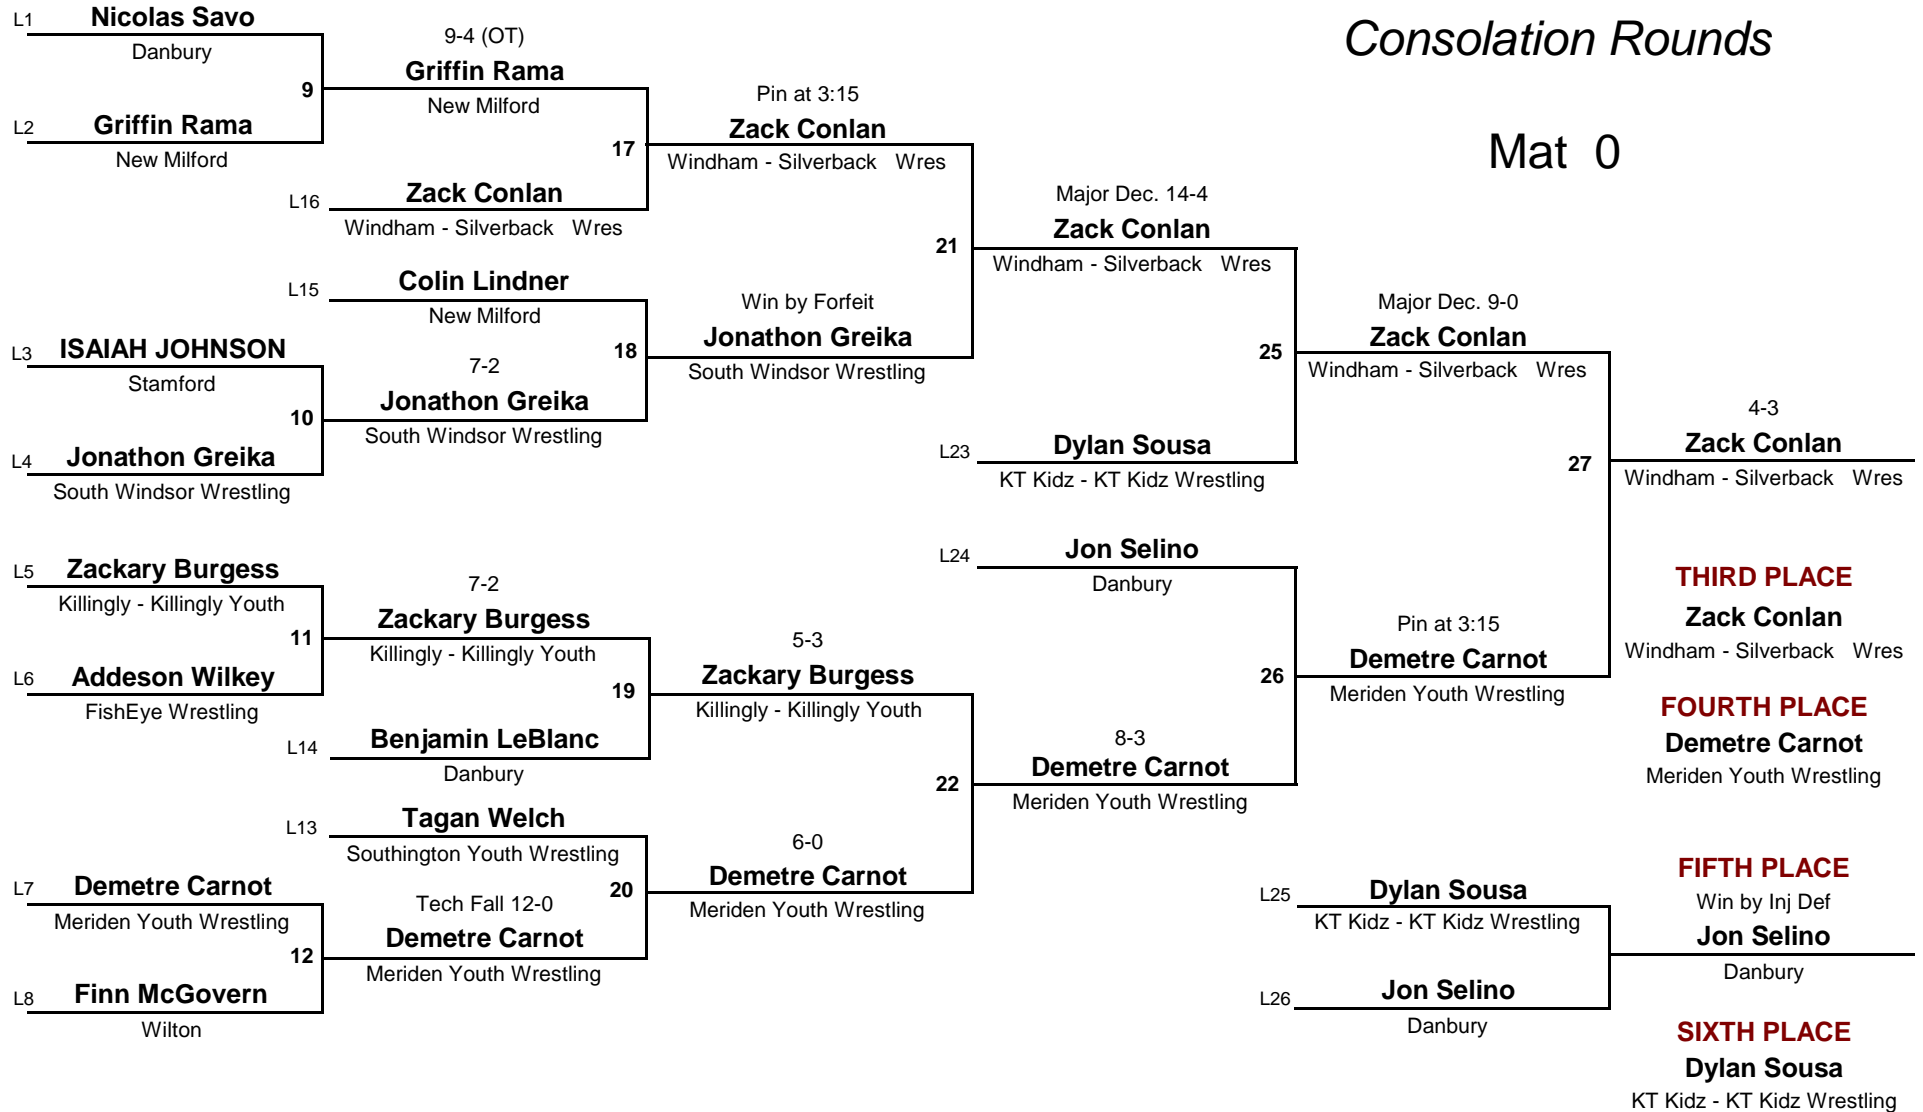 Consolation Rounds
Mat 0
L1 Nicolas Savo
Danbury
9
L2 Griffin Rama
New Milford
9-4 (OT)
Griffin Rama
New Milford
17
L16 Zack Conlan
Windham - Silverback Wres
Pin at 3:15
Zack Conlan
Windham - Silverback Wres
L15 Colin Lindner
New Milford
18
L3 ISAIAH JOHNSON
Stamford
10
L4 Jonathon Greika
South Windsor Wrestling
7-2
Jonathon Greika
South Windsor Wrestling
Win by Forfeit
Jonathon Greika
South Windsor Wrestling
21
Major Dec. 14-4
Zack Conlan
Windham - Silverback Wres
25
L23 Dylan Sousa
KT Kidz - KT Kidz Wrestling
Major Dec. 9-0
Zack Conlan
Windham - Silverback Wres
27
4-3
Zack Conlan
Windham - Silverback Wres
L5 Zackary Burgess
Killingly - Killingly Youth
11
L6 Addeson Wilkey
FishEye Wrestling
7-2
Zackary Burgess
Killingly - Killingly Youth
19
L14 Benjamin LeBlanc
Danbury
5-3
Zackary Burgess
Killingly - Killingly Youth
L13 Tagan Welch
Southington Youth Wrestling
20
L7 Demetre Carnot
Meriden Youth Wrestling
12
L8 Finn McGovern
Wilton
Tech Fall 12-0
Demetre Carnot
Meriden Youth Wrestling
6-0
Demetre Carnot
Meriden Youth Wrestling
22
8-3
Demetre Carnot
Meriden Youth Wrestling
L24 Jon Selino
Danbury
26
Pin at 3:15
Demetre Carnot
Meriden Youth Wrestling
THIRD PLACE
Zack Conlan
Windham - Silverback Wres
FOURTH PLACE
Demetre Carnot
Meriden Youth Wrestling
L25 Dylan Sousa
KT Kidz - KT Kidz Wrestling
L26 Jon Selino
Danbury
FIFTH PLACE
Win by Inj Def
Jon Selino
Danbury
SIXTH PLACE
Dylan Sousa
KT Kidz - KT Kidz Wrestling